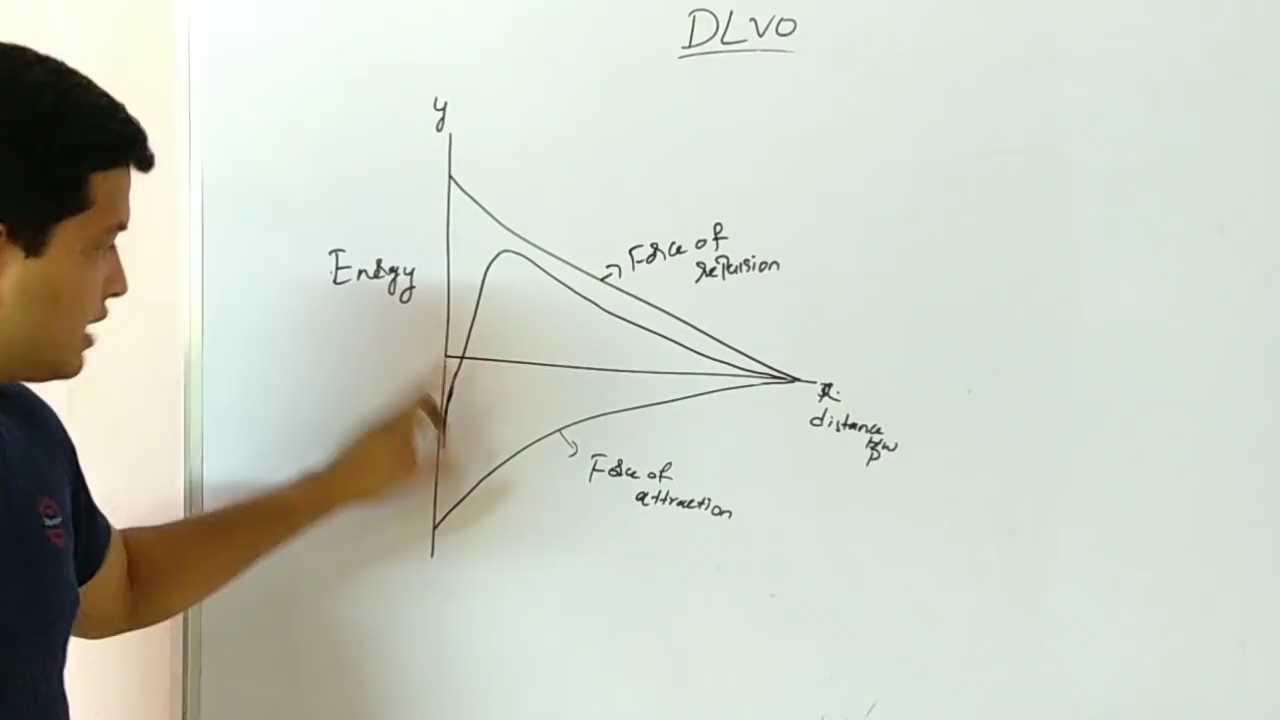 DLVO
y
Energy
Force of
repulsion
x
distance
b/w
p
Force of
attraction